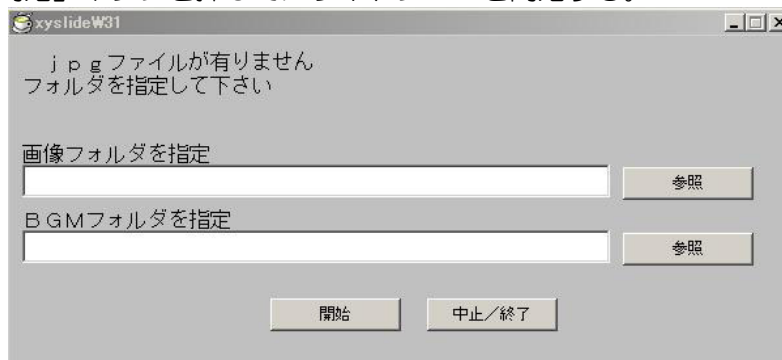 xyslideW31
　ｊｐｇファイルが有りません
フォルダを指定して下さい
画像フォルダを指定
参照
ＢＧＭフォルダを指定
参照
開始
中止／終了